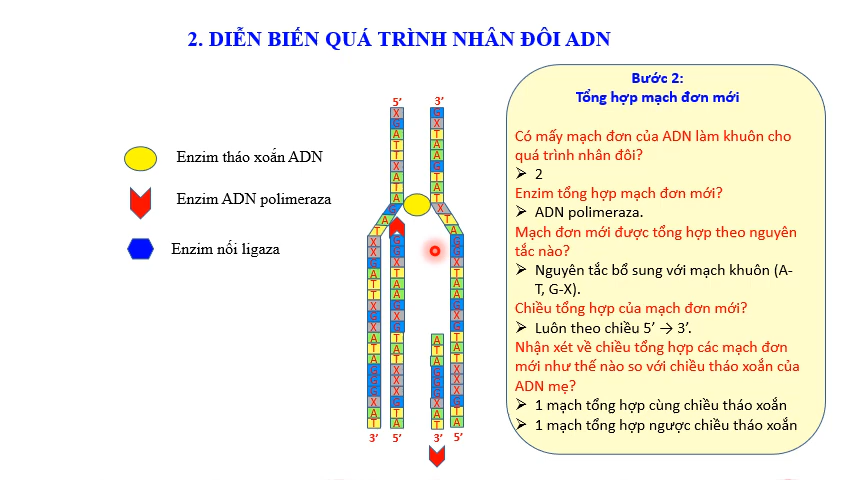 2. DIỄN BIẾN QUÁ TRÌNH NHÂN ĐÔI ADN
Enzim tháo xoắn ADN
Enzim ADN polimeraza
Enzim nối ligaza
5’
3’
3’
5’
3’
5’
Bước 2:
Tổng hợp mạch đơn mới
Có mấy mạch đơn của ADN làm khuôn cho
quá trình nhân đôi?
➢ 2
Enzim tổng hợp mạch đơn mới?
➢ ADN polimeraza.
Mạch đơn mới được tổng hợp theo nguyên
tắc nào?
➢ Nguyên tắc bổ sung với mạch khuôn (A-
T, G-X).
Chiều tổng hợp của mạch đơn mới?
➢ Luôn theo chiều 5’ → 3’.
Nhận xét về chiều tổng hợp các mạch đơn
mới như thế nào so với chiều tháo xoắn của
ADN mẹ?
➢ 1 mạch tổng hợp cùng chiều tháo xoắn
➢ 1 mạch tổng hợp ngược chiều tháo xoắn